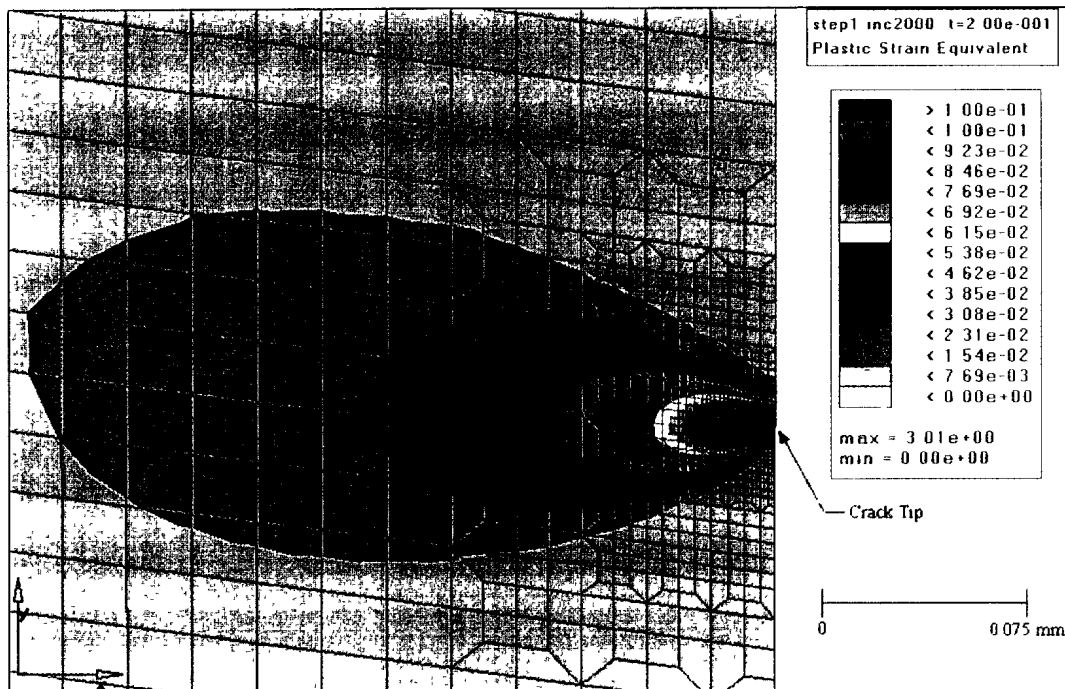 step1 inc2000 t=2 00e-001
Plastic Strain Equivalent
> 1 00e-01
< 1 00e-01
< 9 23e-02
< 8 46e-02
< 7 69e-02
< 6 92e-02
< 6 15e-02
< 5 38e-02
< 4 62e-02
< 3 85e-02
< 3 08e-02
< 2 31e-02
< 1 54e-02
< 7 69e-03
< 0 00e+00
max = 3 01e+00
min = 0 00e+00
Crack Tip
0 0 075 mm
y